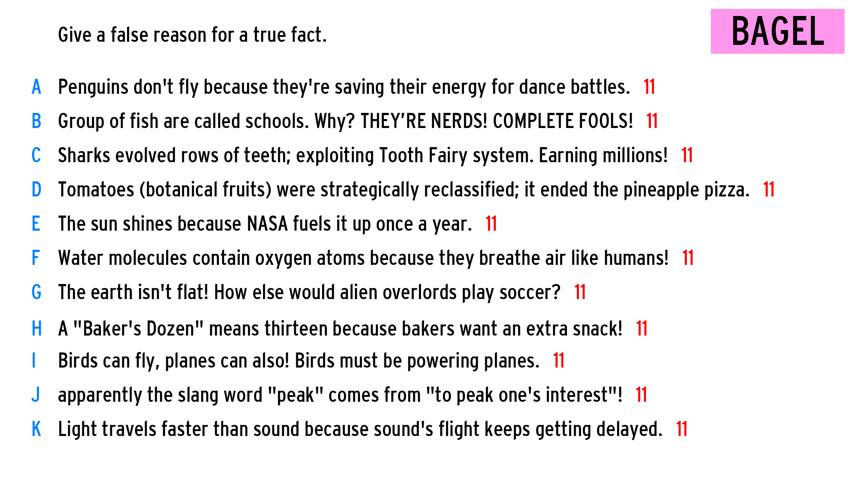 Give a false reason for a true fact.
BAGEL
A Penguins don't fly because they're saving their energy for dance battles. 11
B Group of fish are called schools. Why? THEY'RE NERDS! COMPLETE FOOLS! 11
C Sharks evolved rows of teeth; exploiting Tooth Fairy system. Earning millions! 11
D Tomatoes (botanical fruits) were strategically reclassified; it ended the pineapple pizza. 11
E The sun shines because NASA fuels it up once a year. 11
F Water molecules contain oxygen atoms because they breathe air like humans! 11
G The earth isn't flat! How else would alien overlords play soccer? 11
H A "Baker's Dozen" means thirteen because bakers want an extra snack! 11
I Birds can fly, planes can also! Birds must be powering planes. 11
J apparently the slang word "peak" comes from "to peak one's interest"! 11
K Light travels faster than sound because sound's flight keeps getting delayed. 11